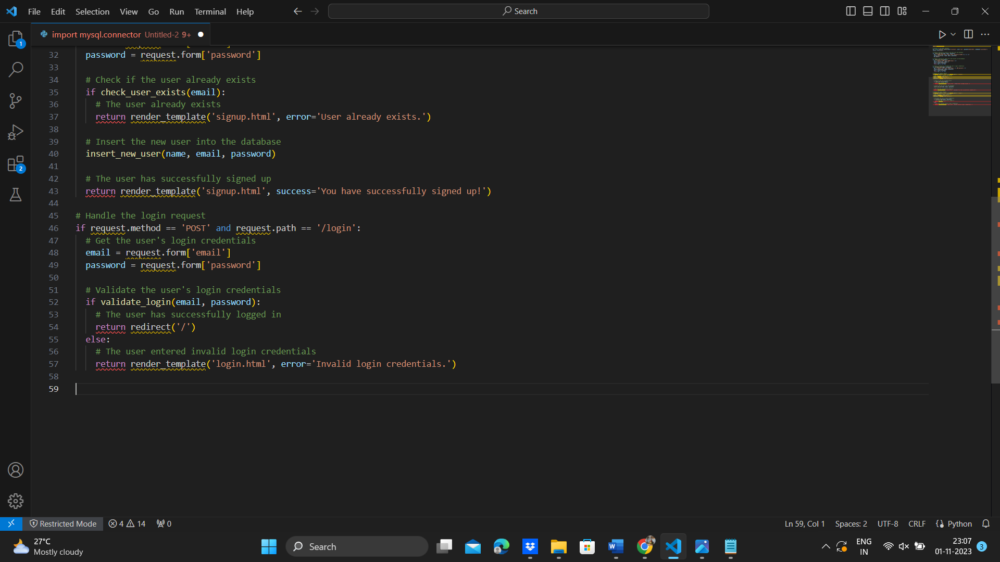 File Edit Selection View Go Run Terminal Help
Search
1
import mysql.connector Untitled-2 9+
32 password = request.form['password']
33
34 # Check if the user already exists
35 if check_user_exists(email):
36 # The user already exists
37 return render_template('signup.html', error='User already exists.')
38
39 # Insert the new user into the database
40 insert_new_user(name, email, password)
41
42 # The user has successfully signed up
43 return render_template('signup.html', success='You have successfully signed up!')
44
45 # Handle the login request
46 if request.method == 'POST' and request.path == '/login':
47 # Get the user's login credentials
48 email = request.form['email']
49 password = request.form['password']
50
51 # Validate the user's login credentials
52 if validate_login(email, password):
53 # The user has successfully logged in
54 return redirect('/')
55 else:
56 # The user entered invalid login credentials
57 return render_template('login.html', error='Invalid login credentials.')
58
59
2
Restricted Mode 4 14 0
Ln 59, Col 1 Spaces: 2 UTF-8 CRLF Python
27°C
Mostly cloudy
Search
W
ENG
IN
23:07
01-11-2023
3